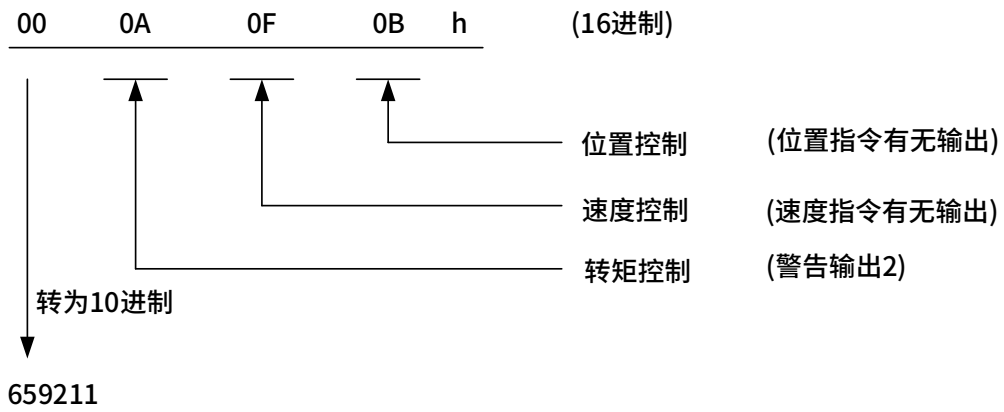 00 0A 0F 0B h (16进制)
位置控制 (位置指令有无输出)
速度控制 (速度指令有无输出)
转矩控制 (警告输出2)
转为10进制
659211